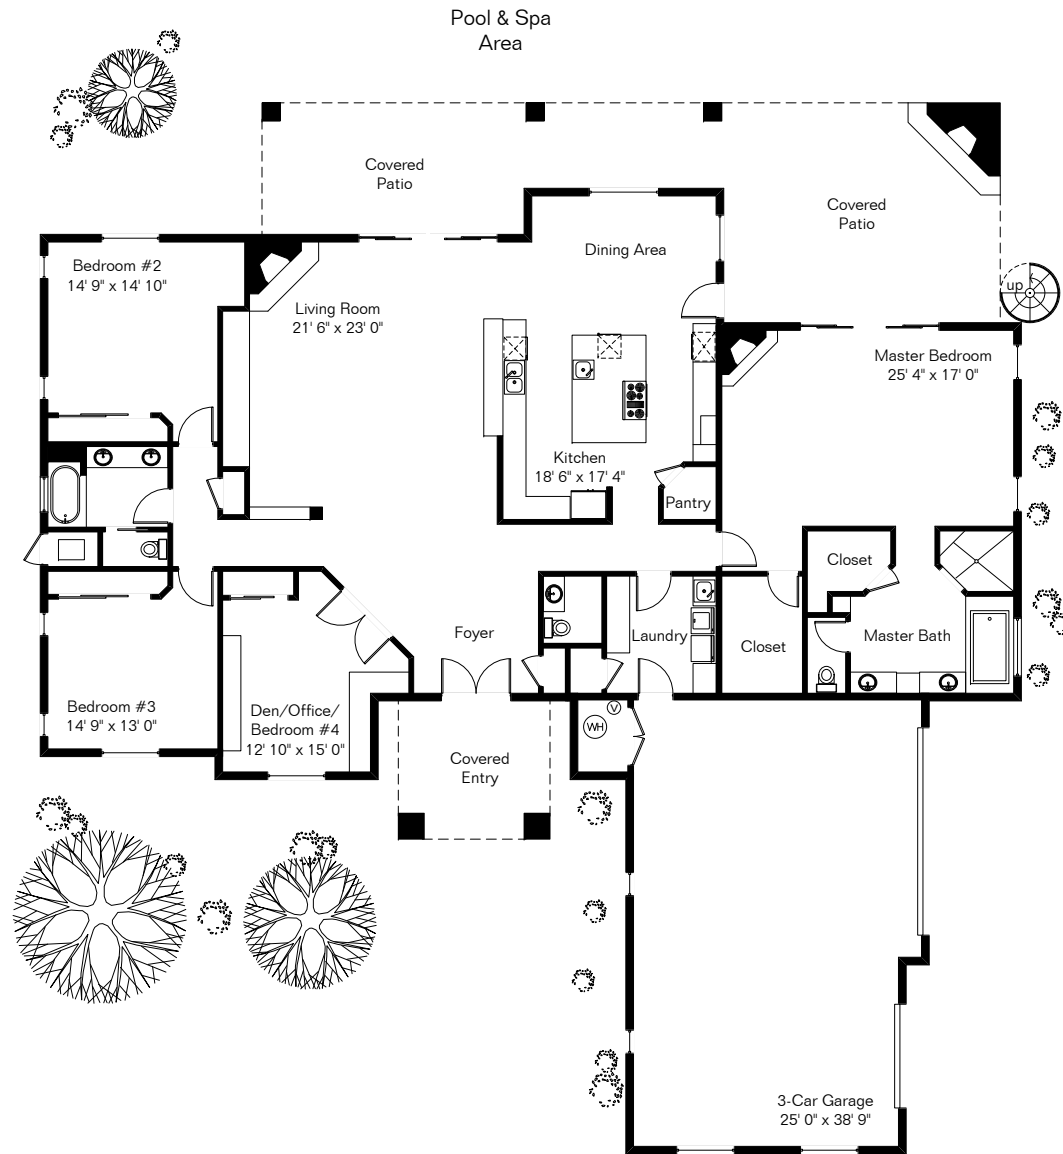 Pool & Spa
Area
Covered
Patio
Covered
Patio
Dining Area
Bedroom #2
14' 9" x 14' 10"
up
Living Room
21' 6" x 23' 0"
Master Bedroom
25' 4" x 17' 0"
Kitchen
18' 6" x 17' 4"
Pantry
Closet
Foyer
Laundry
Closet
Master Bath
Bedroom #3
14' 9" x 13' 0"
Den/Office/
Bedroom #4
12' 10" x 15' 0"
V
WH
Covered
Entry
3-Car Garage
25' 0" x 38' 9"